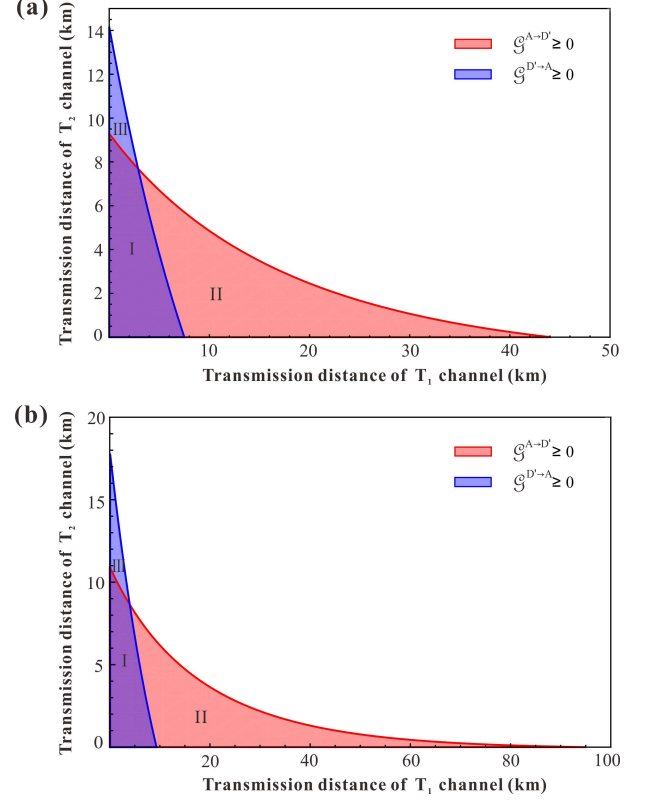 (a)
Transmission distance of T₂ channel (km)
14
12
10
8
6
4
2
0
III
I
II
𝒢^{A→D'} ≥ 0
𝒢^{D'→A} ≥ 0
10
20
30
40
50
Transmission distance of T₁ channel (km)
(b)
Transmission distance of T₂ channel (km)
20
15
10
5
0
III
I
II
𝒢^{A→D'} ≥ 0
𝒢^{D'→A} ≥ 0
20
40
60
80
100
Transmission distance of T₁ channel (km)